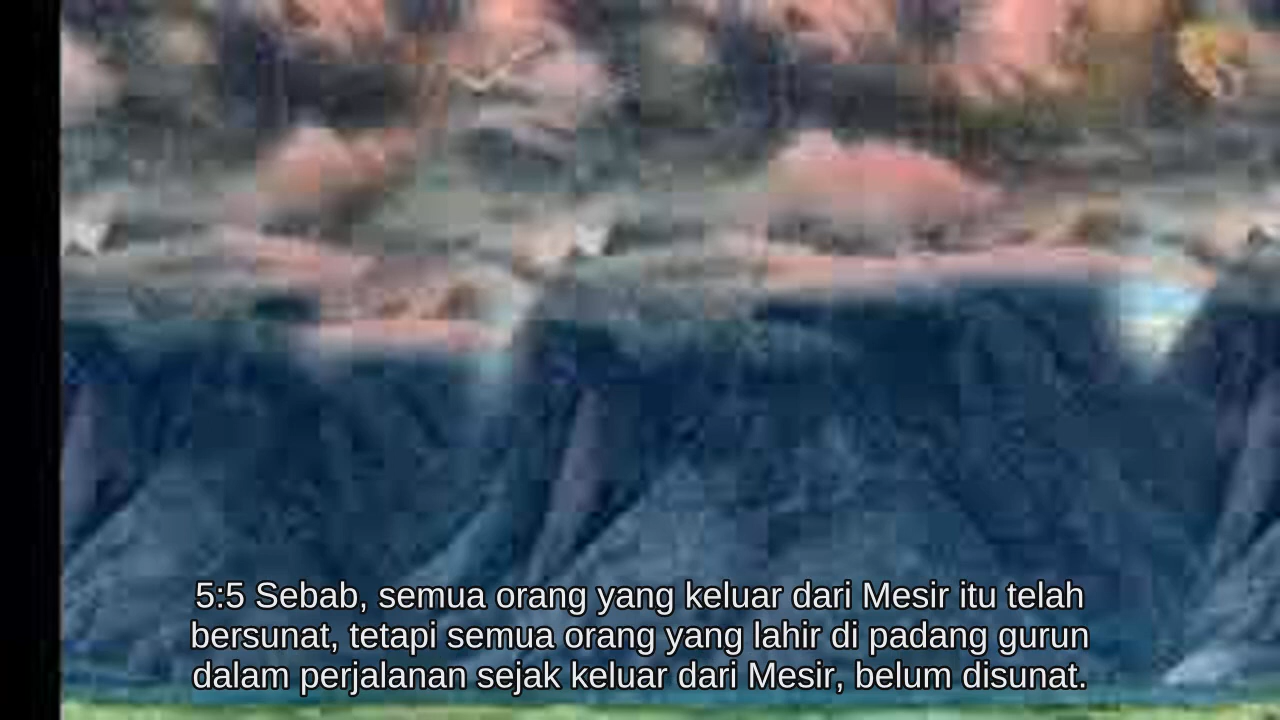 5:5 Sebab, semua orang yang keluar dari Mesir itu telah
bersunat, tetapi semua orang yang lahir di padang gurun
dalam perjalanan sejak keluar dari Mesir, belum disunat.